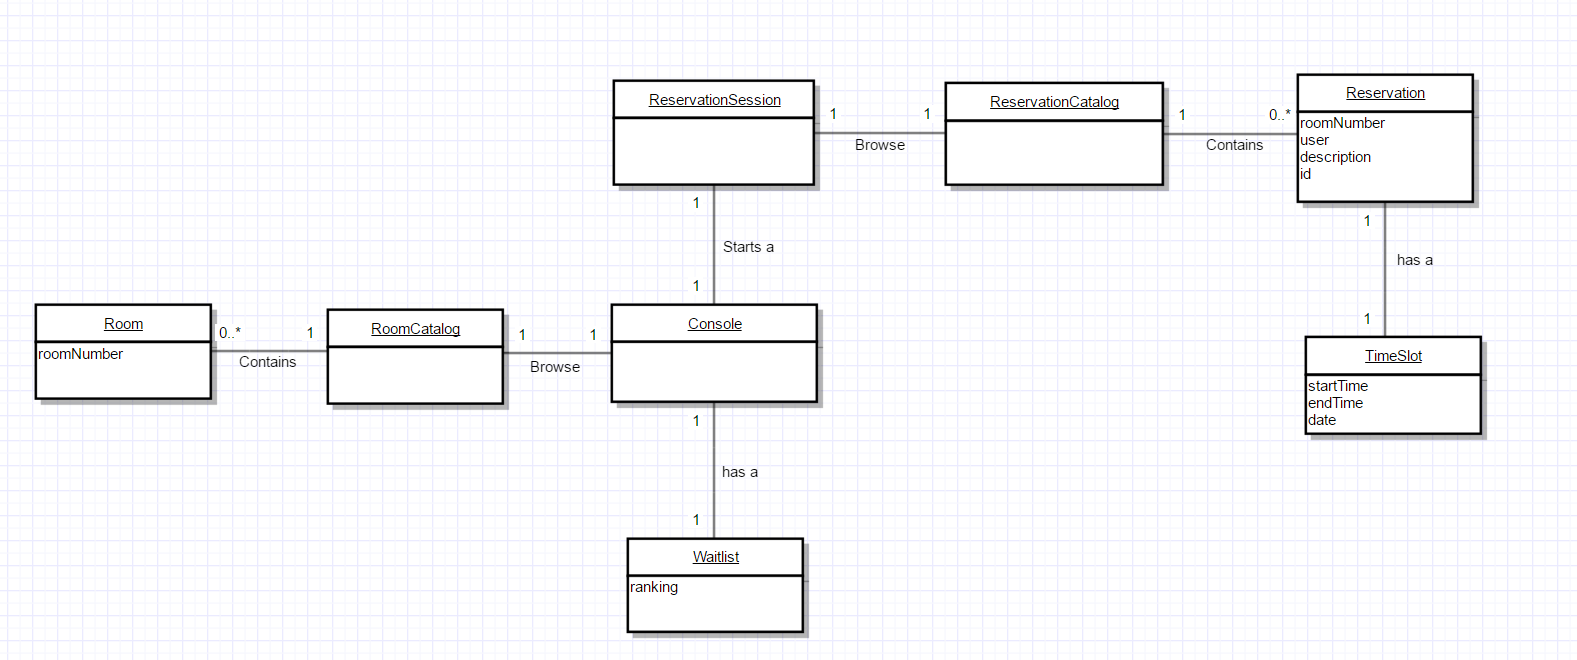 ReservationSession
1
1
Browse
ReservationCatalog
1
0..*
Contains
Reservation
roomNumber
user
description
id
1
Starts a
1
1
has a
1
Room
roomNumber
0..*
1
Contains
RoomCatalog
1
1
Browse
Console
TimeSlot
startTime
endTime
date
1
has a
1
Waitlist
ranking